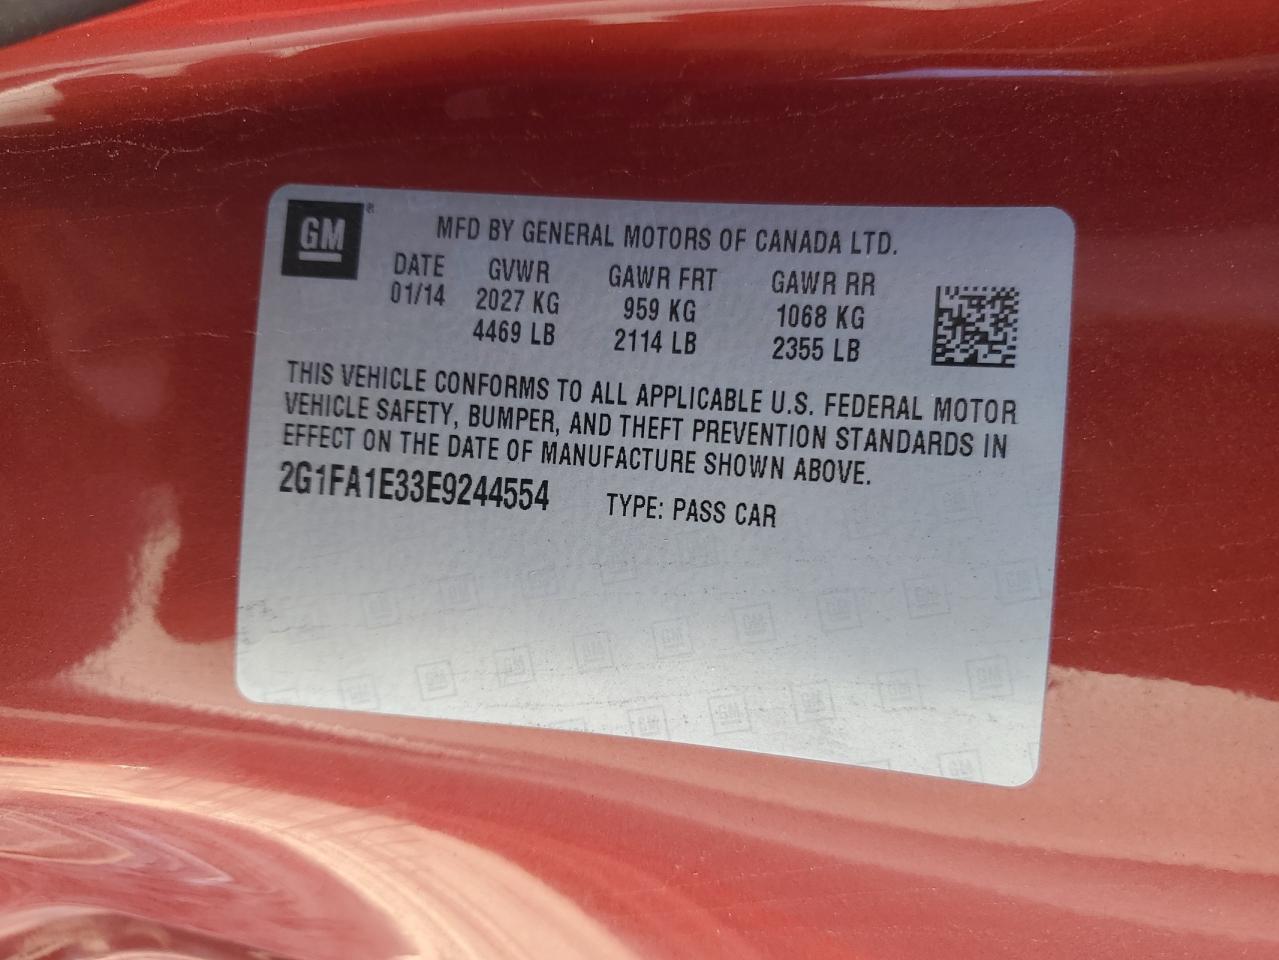 GM
MFD BY GENERAL MOTORS OF CANADA LTD.
DATE GVWR GAWR FRT GAWR RR
01/14 2027 KG 959 KG 1068 KG
4469 LB 2114 LB 2355 LB
THIS VEHICLE CONFORMS TO ALL APPLICABLE U.S. FEDERAL MOTOR
VEHICLE SAFETY, BUMPER, AND THEFT PREVENTION STANDARDS IN
EFFECT ON THE DATE OF MANUFACTURE SHOWN ABOVE.
2G1FA1E33E9244554 TYPE: PASS CAR